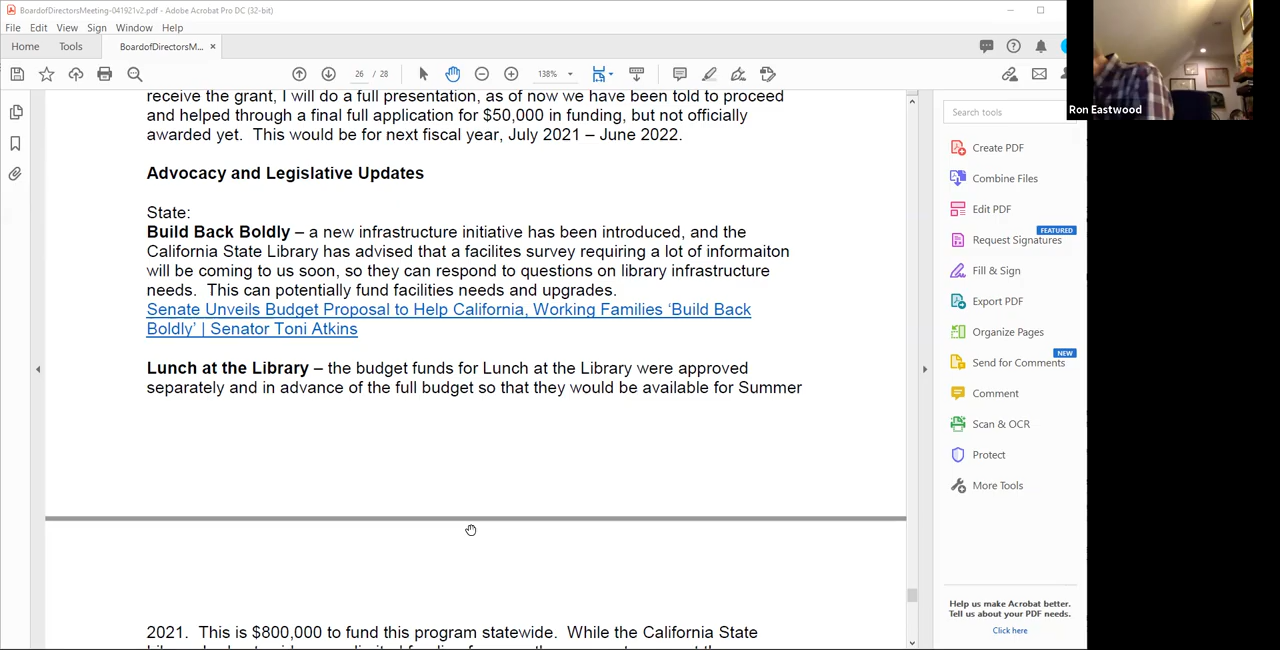 BoardofDirectorsMeeting-041921v2.pdf - Adobe Acrobat Pro DC (32-bit)
File Edit View Sign Window Help
Home Tools BoardofDirectorsM... ×
26 / 28 138%
receive the grant, I will do a full presentation, as of now we have been told to proceed
and helped through a final full application for $50,000 in funding, but not officially
awarded yet. This would be for next fiscal year, July 2021 – June 2022.
Advocacy and Legislative Updates
State:
Build Back Boldly – a new infrastructure initiative has been introduced, and the
California State Library has advised that a facilites survey requiring a lot of informaiton
will be coming to us soon, so they can respond to questions on library infrastructure
needs. This can potentially fund facilities needs and upgrades.
Senate Unveils Budget Proposal to Help California, Working Families ‘Build Back
Boldly’ | Senator Toni Atkins
Lunch at the Library – the budget funds for Lunch at the Library were approved
separately and in advance of the full budget so that they would be available for Summer
2021. This is $800,000 to fund this program statewide. While the California State
Search tools
Create PDF
Combine Files
Edit PDF
FEATURED
Request Signatures
Fill & Sign
Export PDF
Organize Pages
NEW
Send for Comments
Comment
Scan & OCR
Protect
More Tools
Help us make Acrobat better.
Tell us about your PDF needs.
Click here
Ron Eastwood